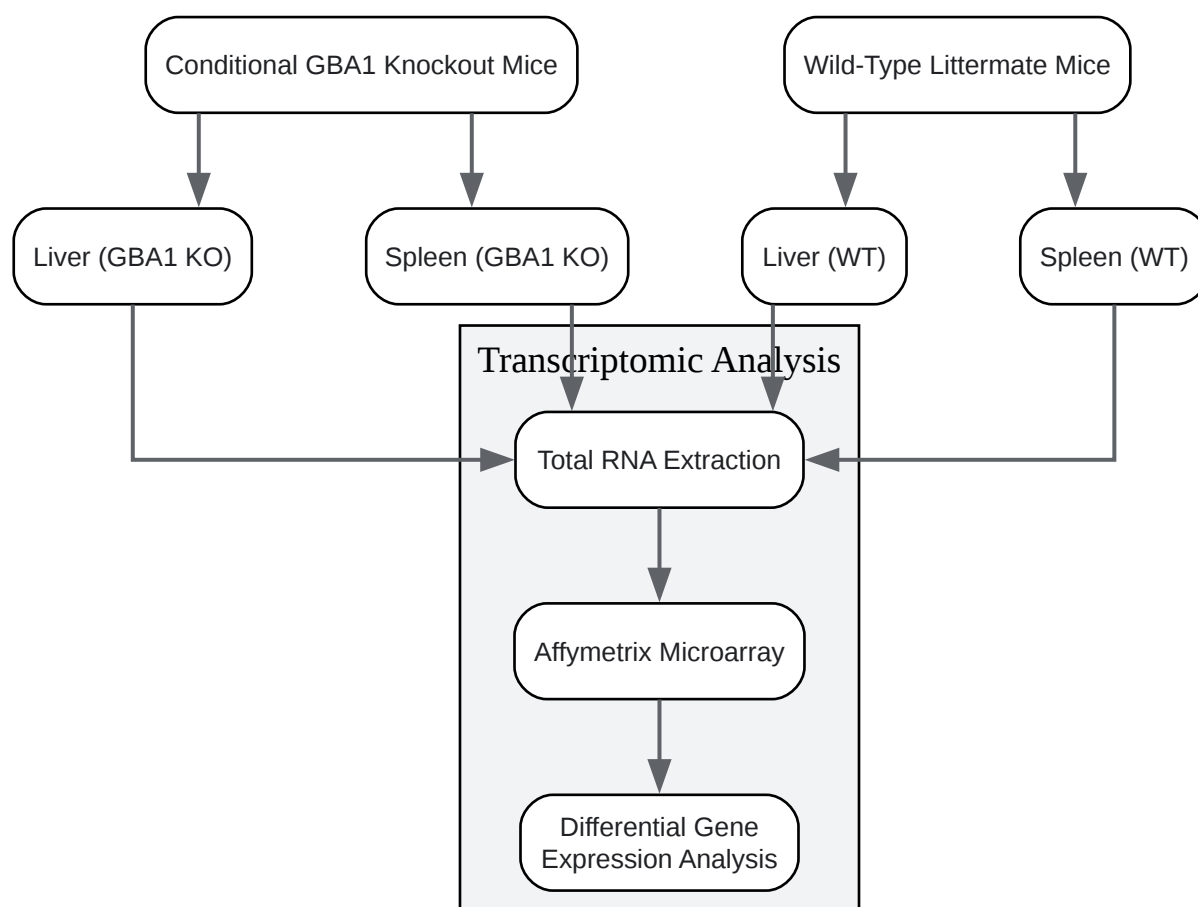 Conditional GBA1 Knockout Mice
Wild-Type Littermate Mice
Liver (GBA1 KO)
Spleen (GBA1 KO)
Liver (WT)
Spleen (WT)
Transcriptomic Analysis
Total RNA Extraction
Affymetrix Microarray
Differential Gene
Expression Analysis